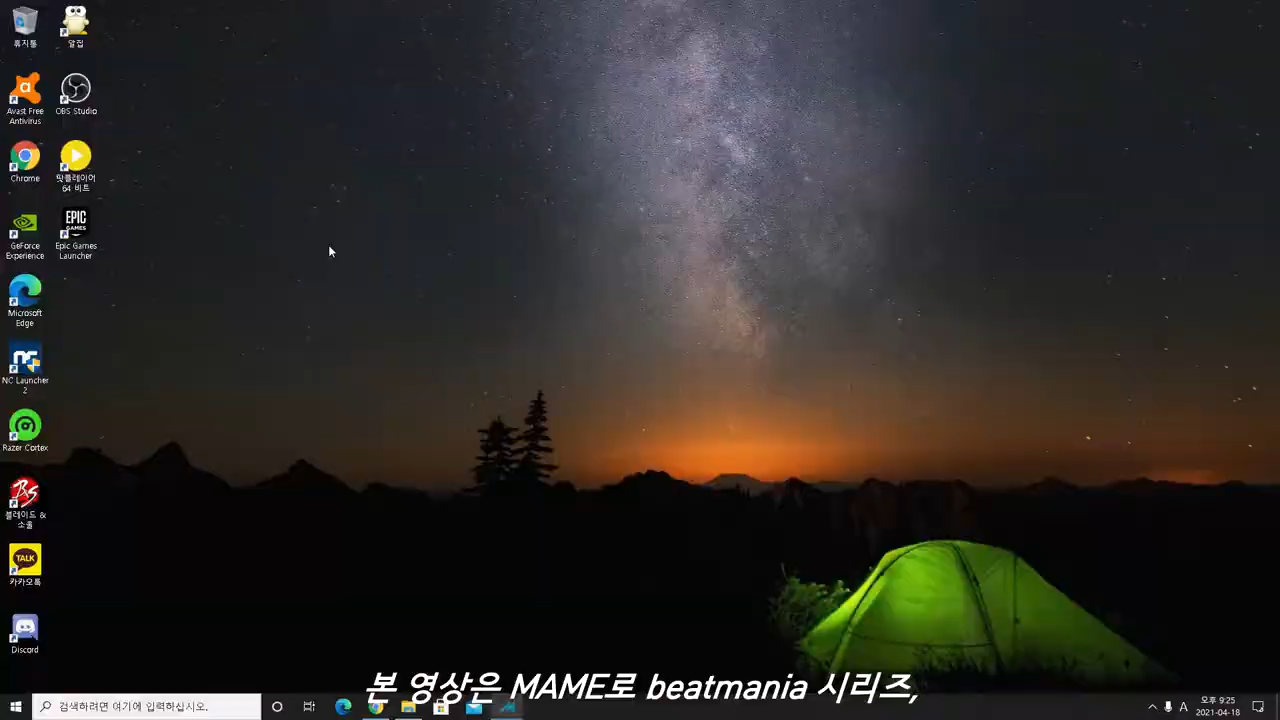 휴지통
알집
Avast Free
Antivirus
OBS Studio
Chrome
팟플레이어
64 비트
GeForce
Experience
EPIC
GAMES
Epic Games
Launcher
Microsoft
Edge
NC Launcher
2
Razer Cortex
블레이드 &
소울
TALK
카카오톡
Discord
본 영상은 MAME로 beatmania 시리즈,
검색하려면 여기에 입력하십시오.
A
오후 9:25
2021-04-18